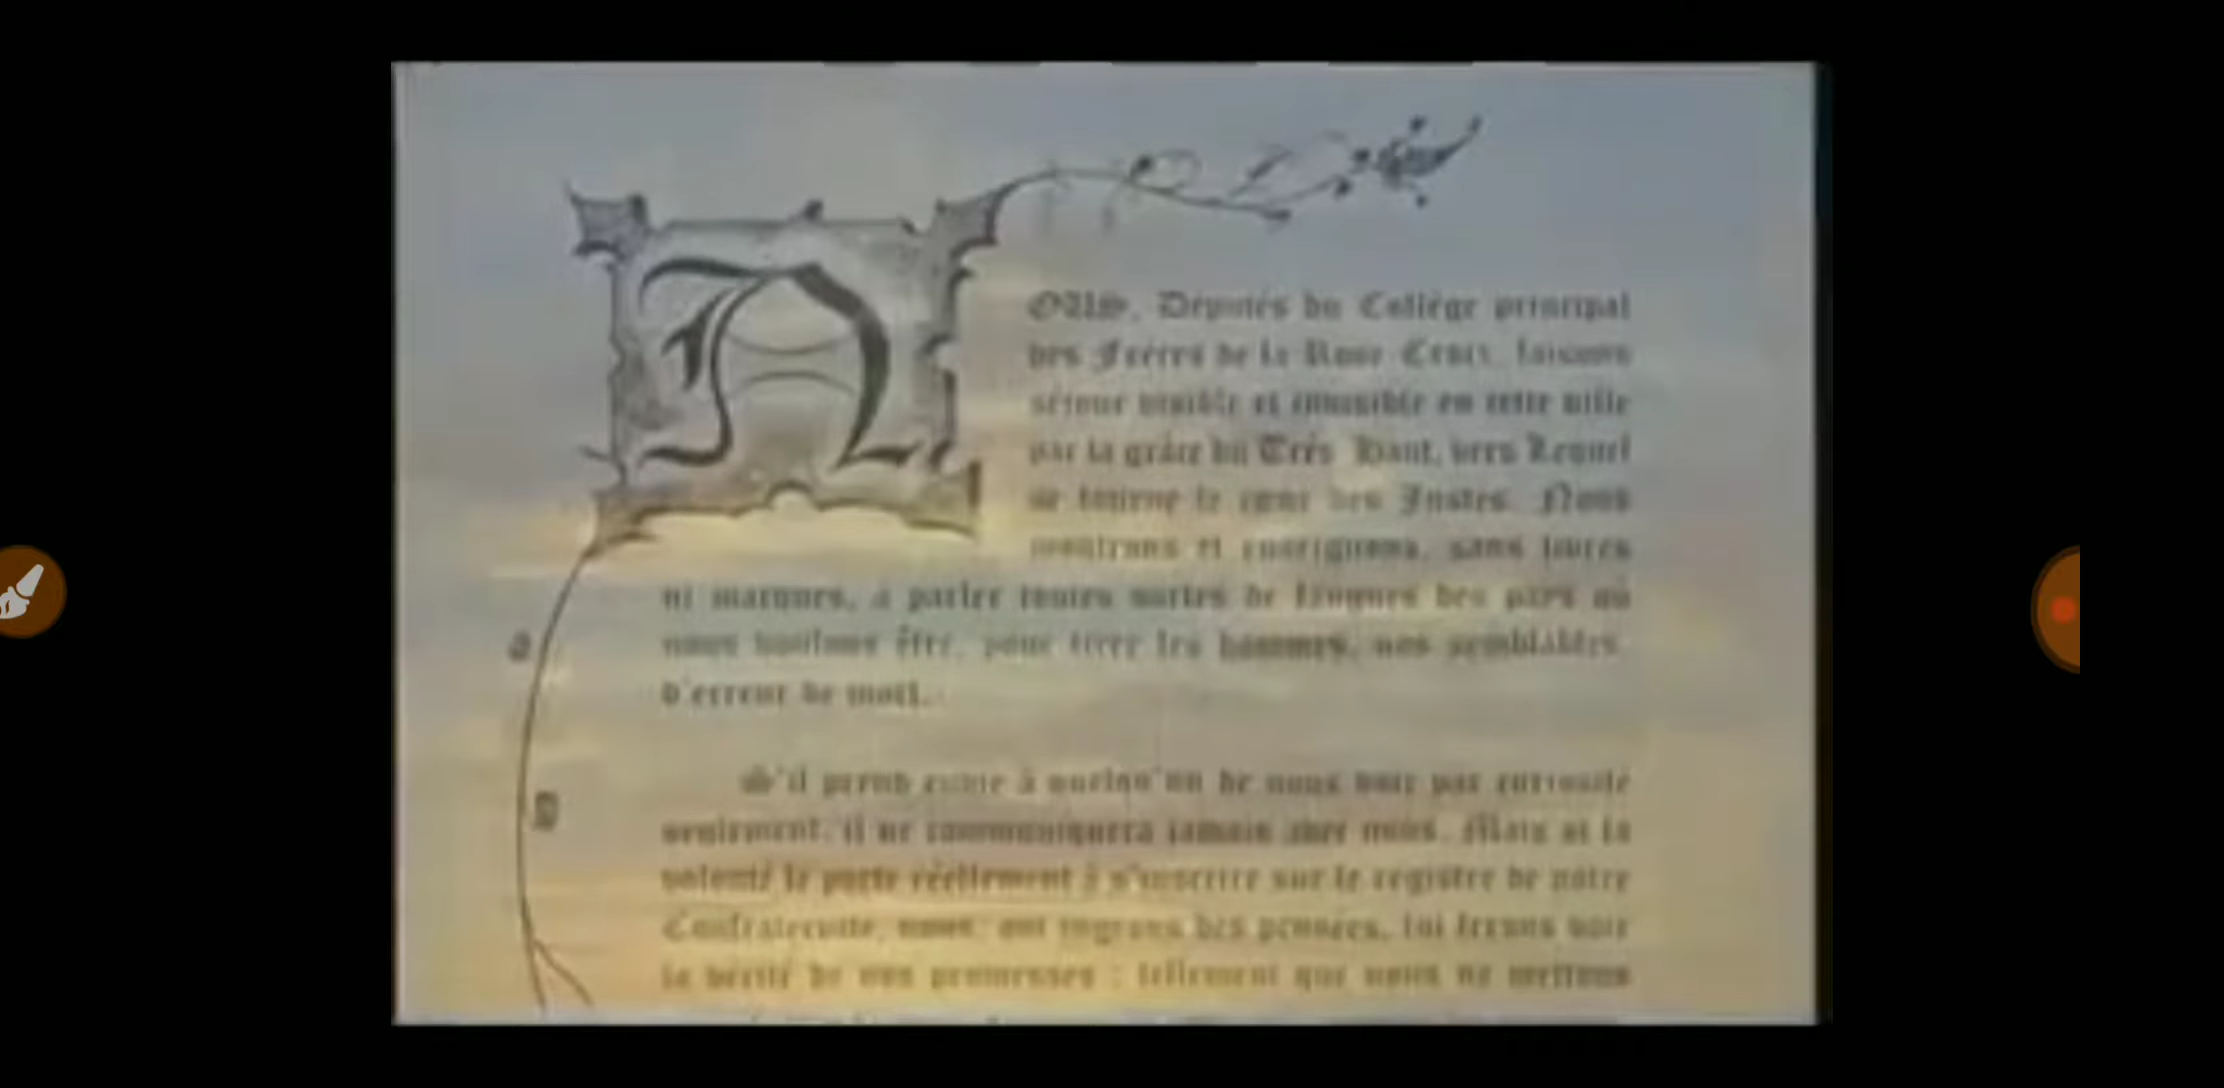 NOUS, Députés du Collège principal
des Frères de la Rose Croix, faisons
séjour visible et invisible en cette ville
par la grâce du Très Haut, vers Lequel
se tourne le cœur des Justes. Nous
montrons et enseignons, sans livres
ni marques, à parler toutes sortes de langues des pays où
nous voulons être, pour tirer les hommes, nos semblables,
d'erreur de mort.
S'il prend envie à quelqu'un de nous voir par curiosité
seulement, il ne communiquera jamais avec nous. Mais si la
volonté le porte réellement à s'inscrire sur le registre de notre
Confraternité, nous, qui jugeons des pensées, lui ferons voir
la vérité de nos promesses ; tellement que nous ne mettons